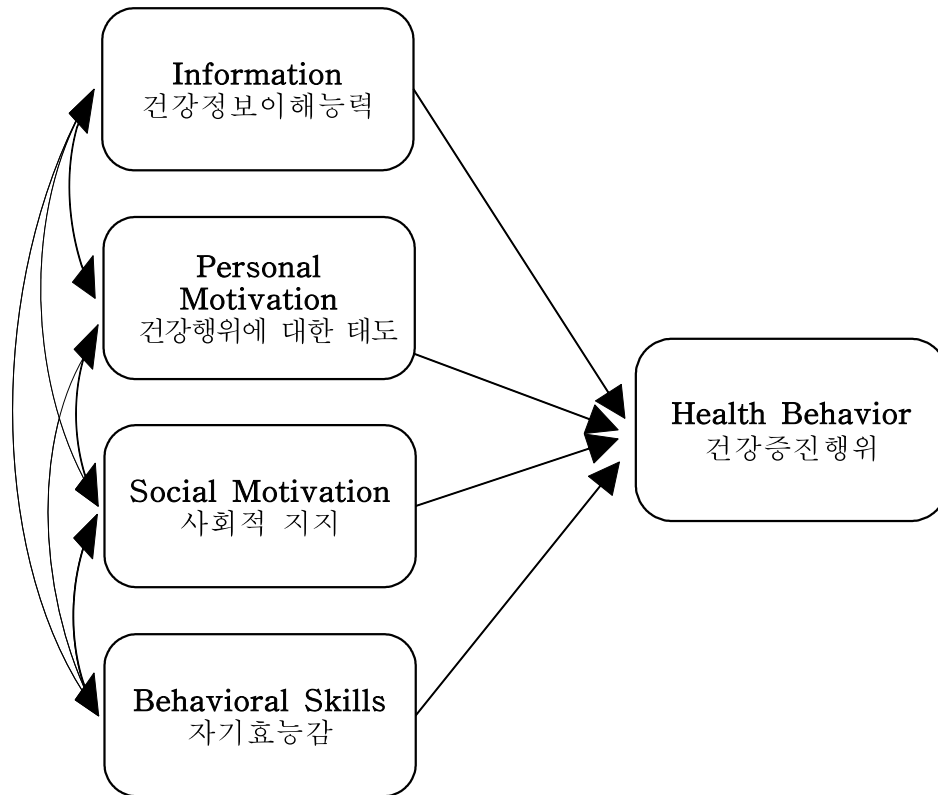 Information
건강정보이해능력
Personal
Motivation
건강행위에 대한 태도
Social Motivation
사회적 지지
Behavioral Skills
자기효능감
Health Behavior
건강증진행위